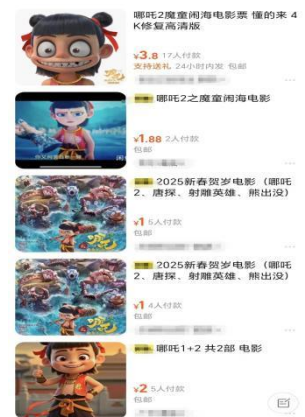 哪吒2魔童闹海电影票 懂的来 4
K修复高清版
¥3.8 17人付款
支持送礼 24小时内发 包邮
哪吒2之魔童闹海电影
¥1.88 2人付款
包邮
2025新春贺岁电影（哪吒
2、唐探、射雕英雄、熊出没）
¥1 5人付款
包邮
2025新春贺岁电影（哪吒
2、唐探、射雕英雄、熊出没）
¥1 4人付款
包邮
哪吒1+2 共2部 电影
¥2 5人付款
包邮